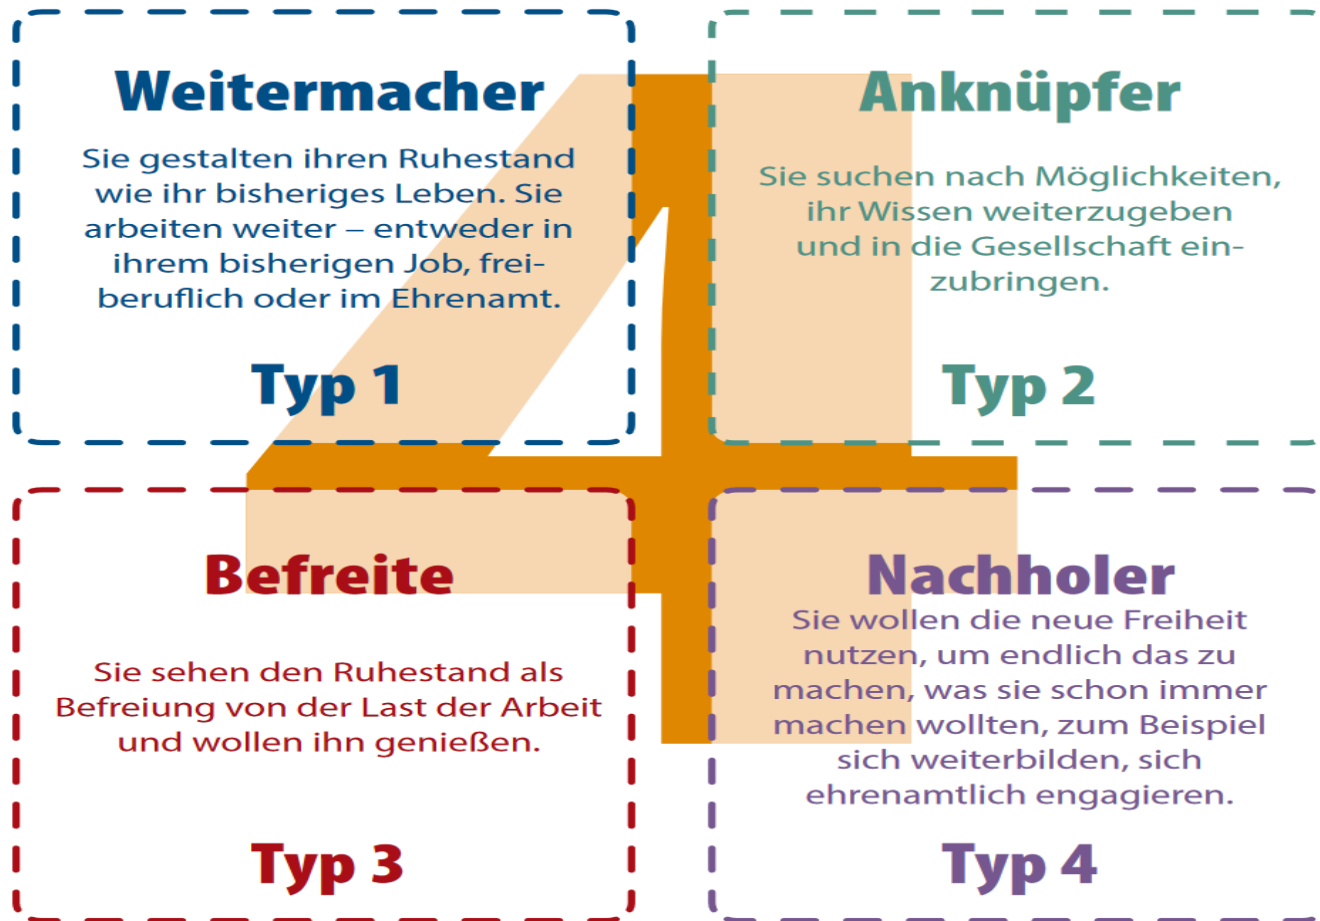 Weitermacher
Sie gestalten ihren Ruhestand
wie ihr bisheriges Leben. Sie
arbeiten weiter – entweder in
ihrem bisherigen Job, frei-
beruflich oder im Ehrenamt.
Typ 1
Anknüpfer
Sie suchen nach Möglichkeiten,
ihr Wissen weiterzugeben
und in die Gesellschaft ein-
zubringen.
Typ 2
4
Befreite
Sie sehen den Ruhestand als
Befreiung von der Last der Arbeit
und wollen ihn genießen.
Typ 3
Nachholer
Sie wollen die neue Freiheit
nutzen, um endlich das zu
machen, was sie schon immer
machen wollten, zum Beispiel
sich weiterbilden, sich
ehrenamtlich engagieren.
Typ 4